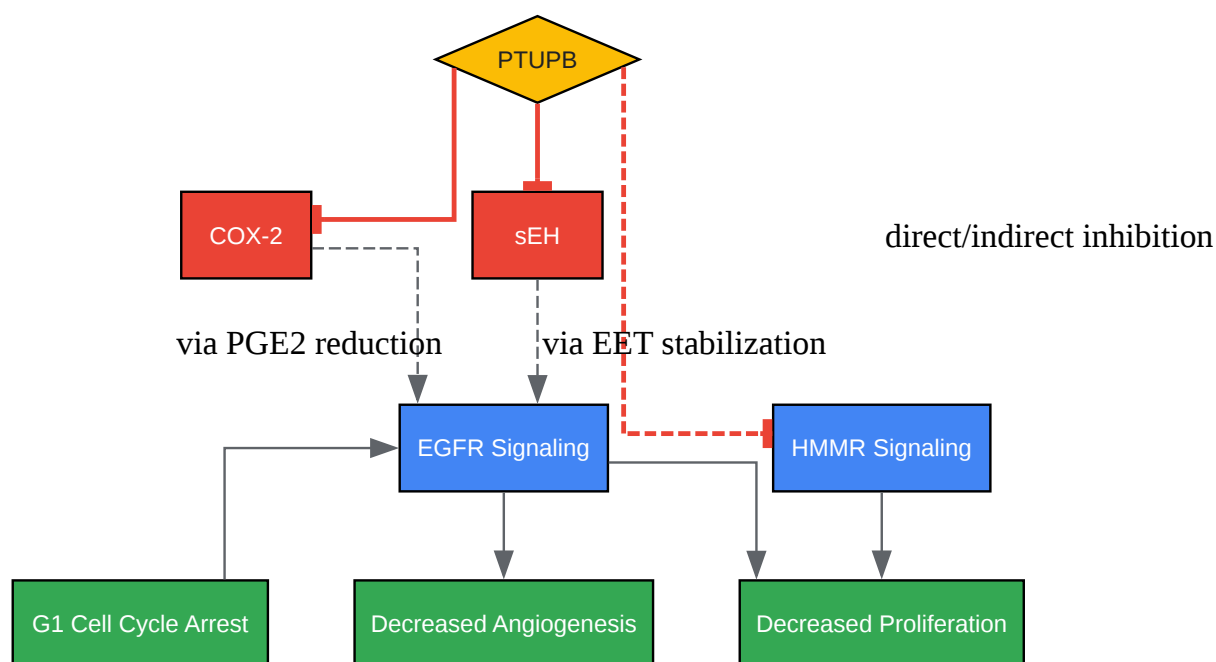 PTUPB
COX-2
sEH
direct/indirect inhibition
via PGE2 reduction
via EET stabilization
EGFR Signaling
HMMR Signaling
G1 Cell Cycle Arrest
Decreased Angiogenesis
Decreased Proliferation